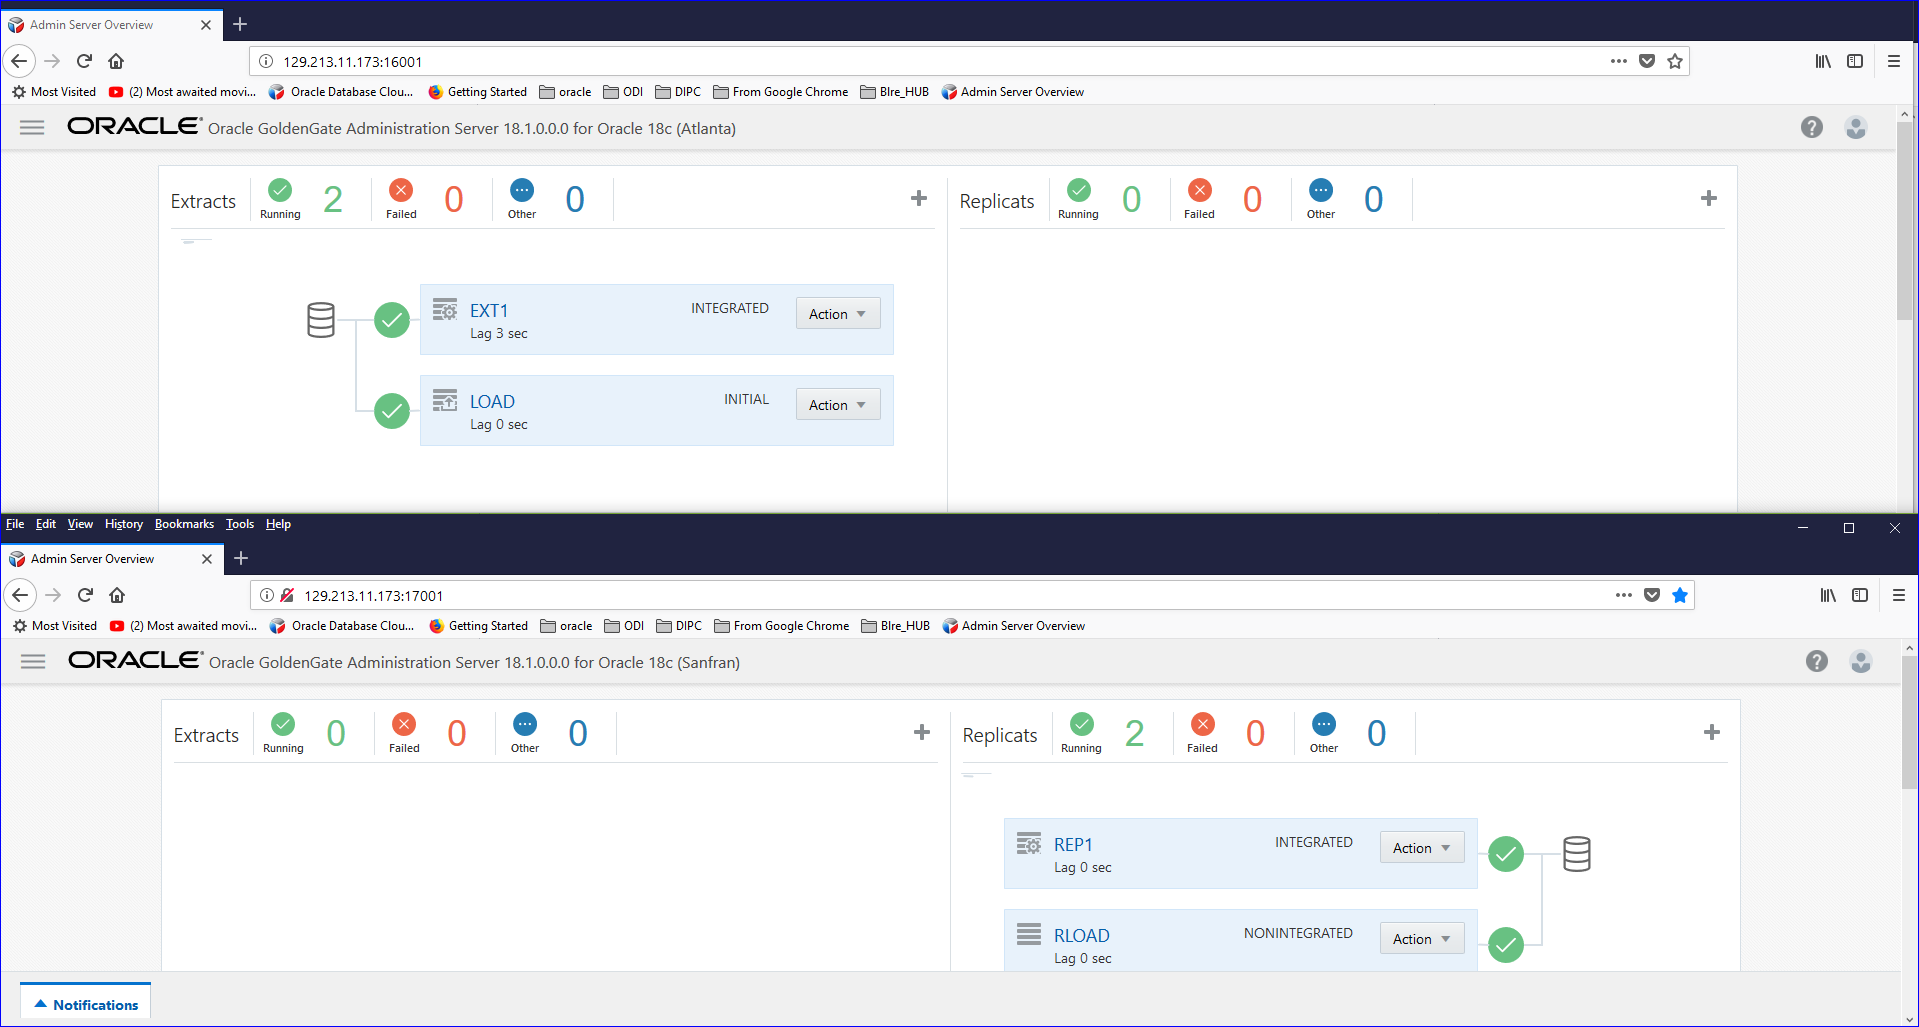 Admin Server Overview
129.213.11.173:16001
Most Visited (2) Most awaited movi... Oracle Database Clou... Getting Started oracle ODI DIPC From Google Chrome BIre_HUB Admin Server Overview
ORACLE Oracle GoldenGate Administration Server 18.1.0.0.0 for Oracle 18c (Atlanta)
Extracts Running 2 Failed 0 Other 0
Replicats Running 0 Failed 0 Other 0
EXT1 INTEGRATED Action
Lag 3 sec
LOAD INITIAL Action
Lag 0 sec
File Edit View History Bookmarks Tools Help
Admin Server Overview
129.213.11.173:17001
Most Visited (2) Most awaited movi... Oracle Database Clou... Getting Started oracle ODI DIPC From Google Chrome BIre_HUB Admin Server Overview
ORACLE Oracle GoldenGate Administration Server 18.1.0.0.0 for Oracle 18c (Sanfran)
Extracts Running 0 Failed 0 Other 0
Replicats Running 2 Failed 0 Other 0
REP1 INTEGRATED Action
Lag 0 sec
RLOAD NONINTEGRATED Action
Lag 0 sec
Notifications